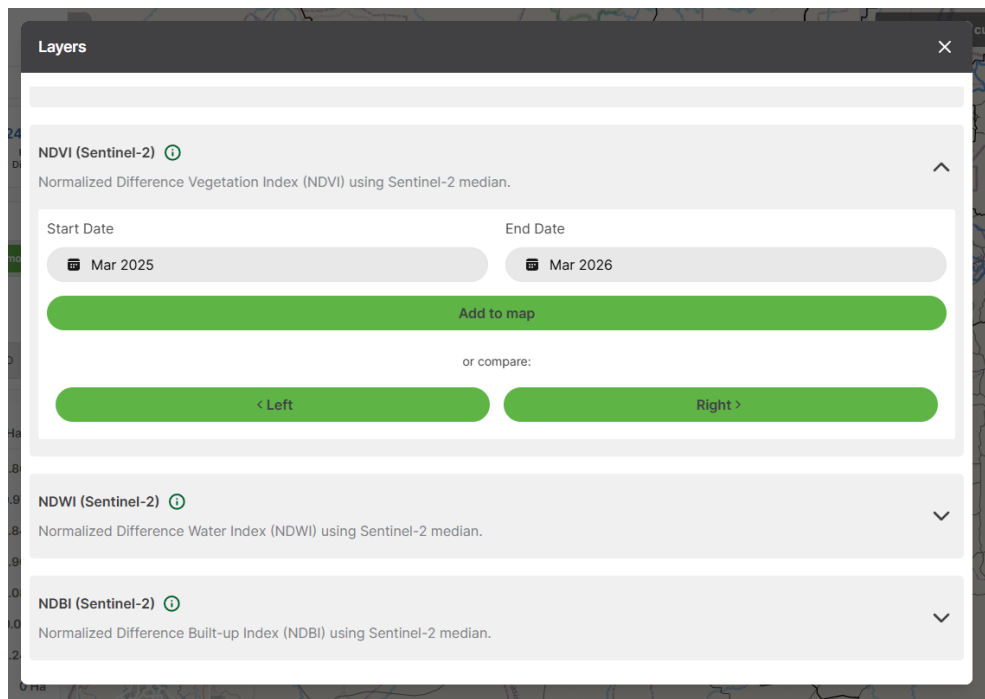 Layers
NDVI (Sentinel-2)
Normalized Difference Vegetation Index (NDVI) using Sentinel-2 median.
Start Date
End Date
Mar 2025
Mar 2026
Add to map
or compare:
< Left
Right >
NDWI (Sentinel-2)
Normalized Difference Water Index (NDWI) using Sentinel-2 median.
NDBI (Sentinel-2)
Normalized Difference Built-up Index (NDBI) using Sentinel-2 median.
0 Ha